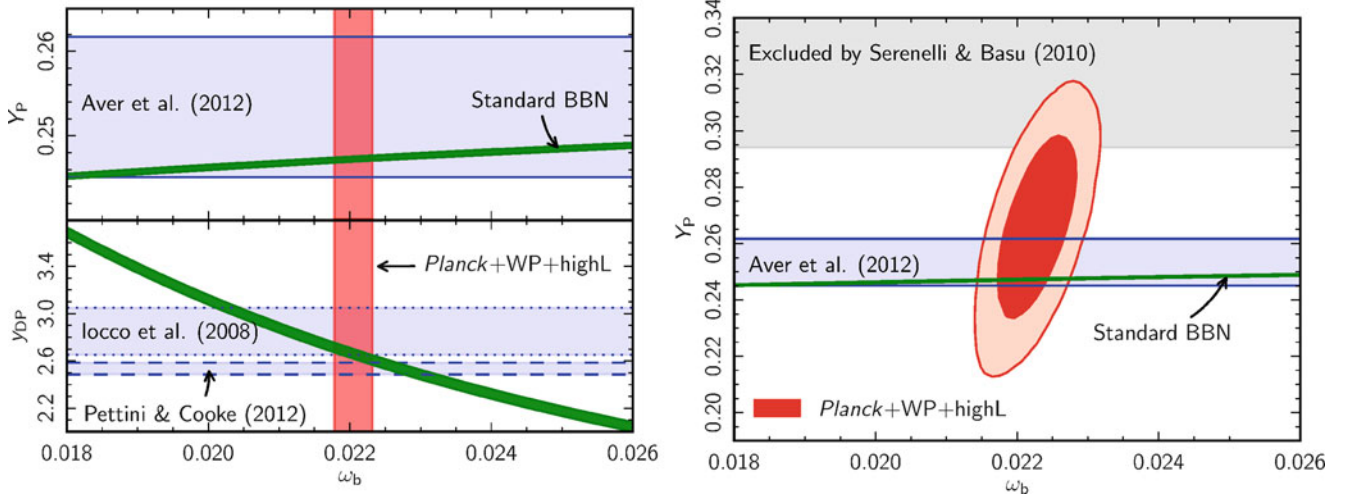 0.26
0.25
Y_P
Aver et al. (2012)
Standard BBN
3.4
3.0
2.6
2.2
y_DP
Planck+WP+highL
Iocco et al. (2008)
Pettini & Cooke (2012)
0.018 0.020 0.022 0.024 0.026
ω_b
0.34
0.32
0.30
0.28
0.26
0.24
0.22
0.20
Y_P
Excluded by Serenelli & Basu (2010)
Aver et al. (2012)
Standard BBN
Planck+WP+highL
0.018 0.020 0.022 0.024 0.026
ω_b